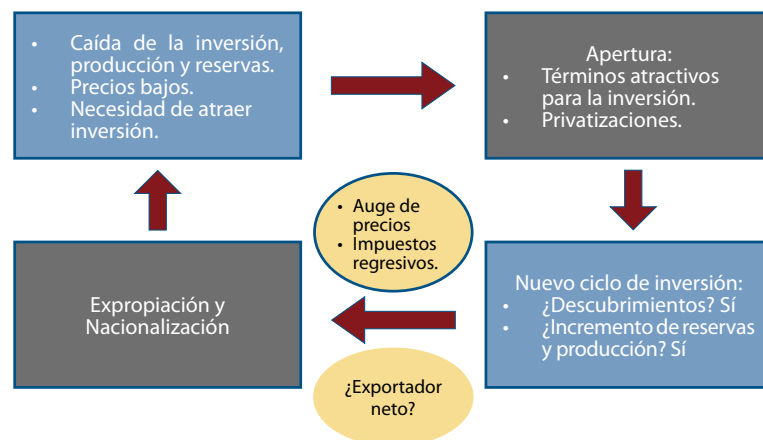 • Caída de la inversión,
producción y reservas.
• Precios bajos.
• Necesidad de atraer
inversión.
Apertura:
• Términos atractivos
para la inversión.
• Privatizaciones.
• Auge de
precios
• Impuestos
regresivos.
Expropiación y
Nacionalización
Nuevo ciclo de inversión:
• ¿Descubrimientos? Sí
• ¿Incremento de reservas
y producción? Sí
¿Exportador
neto?